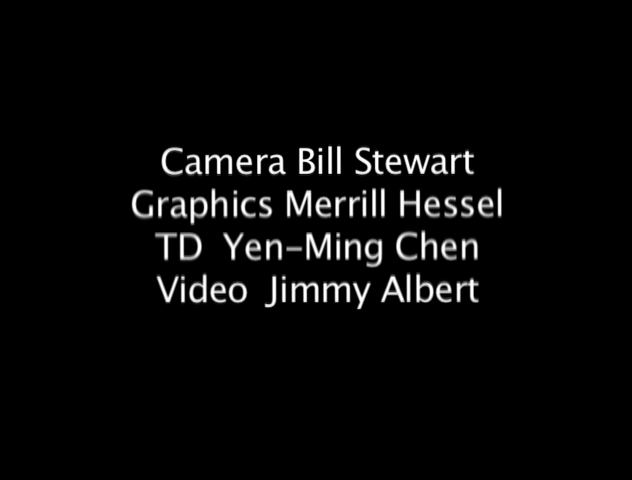 Camera Bill Stewart
Graphics Merrill Hessel
TD  Yen-Ming Chen
Video  Jimmy Albert